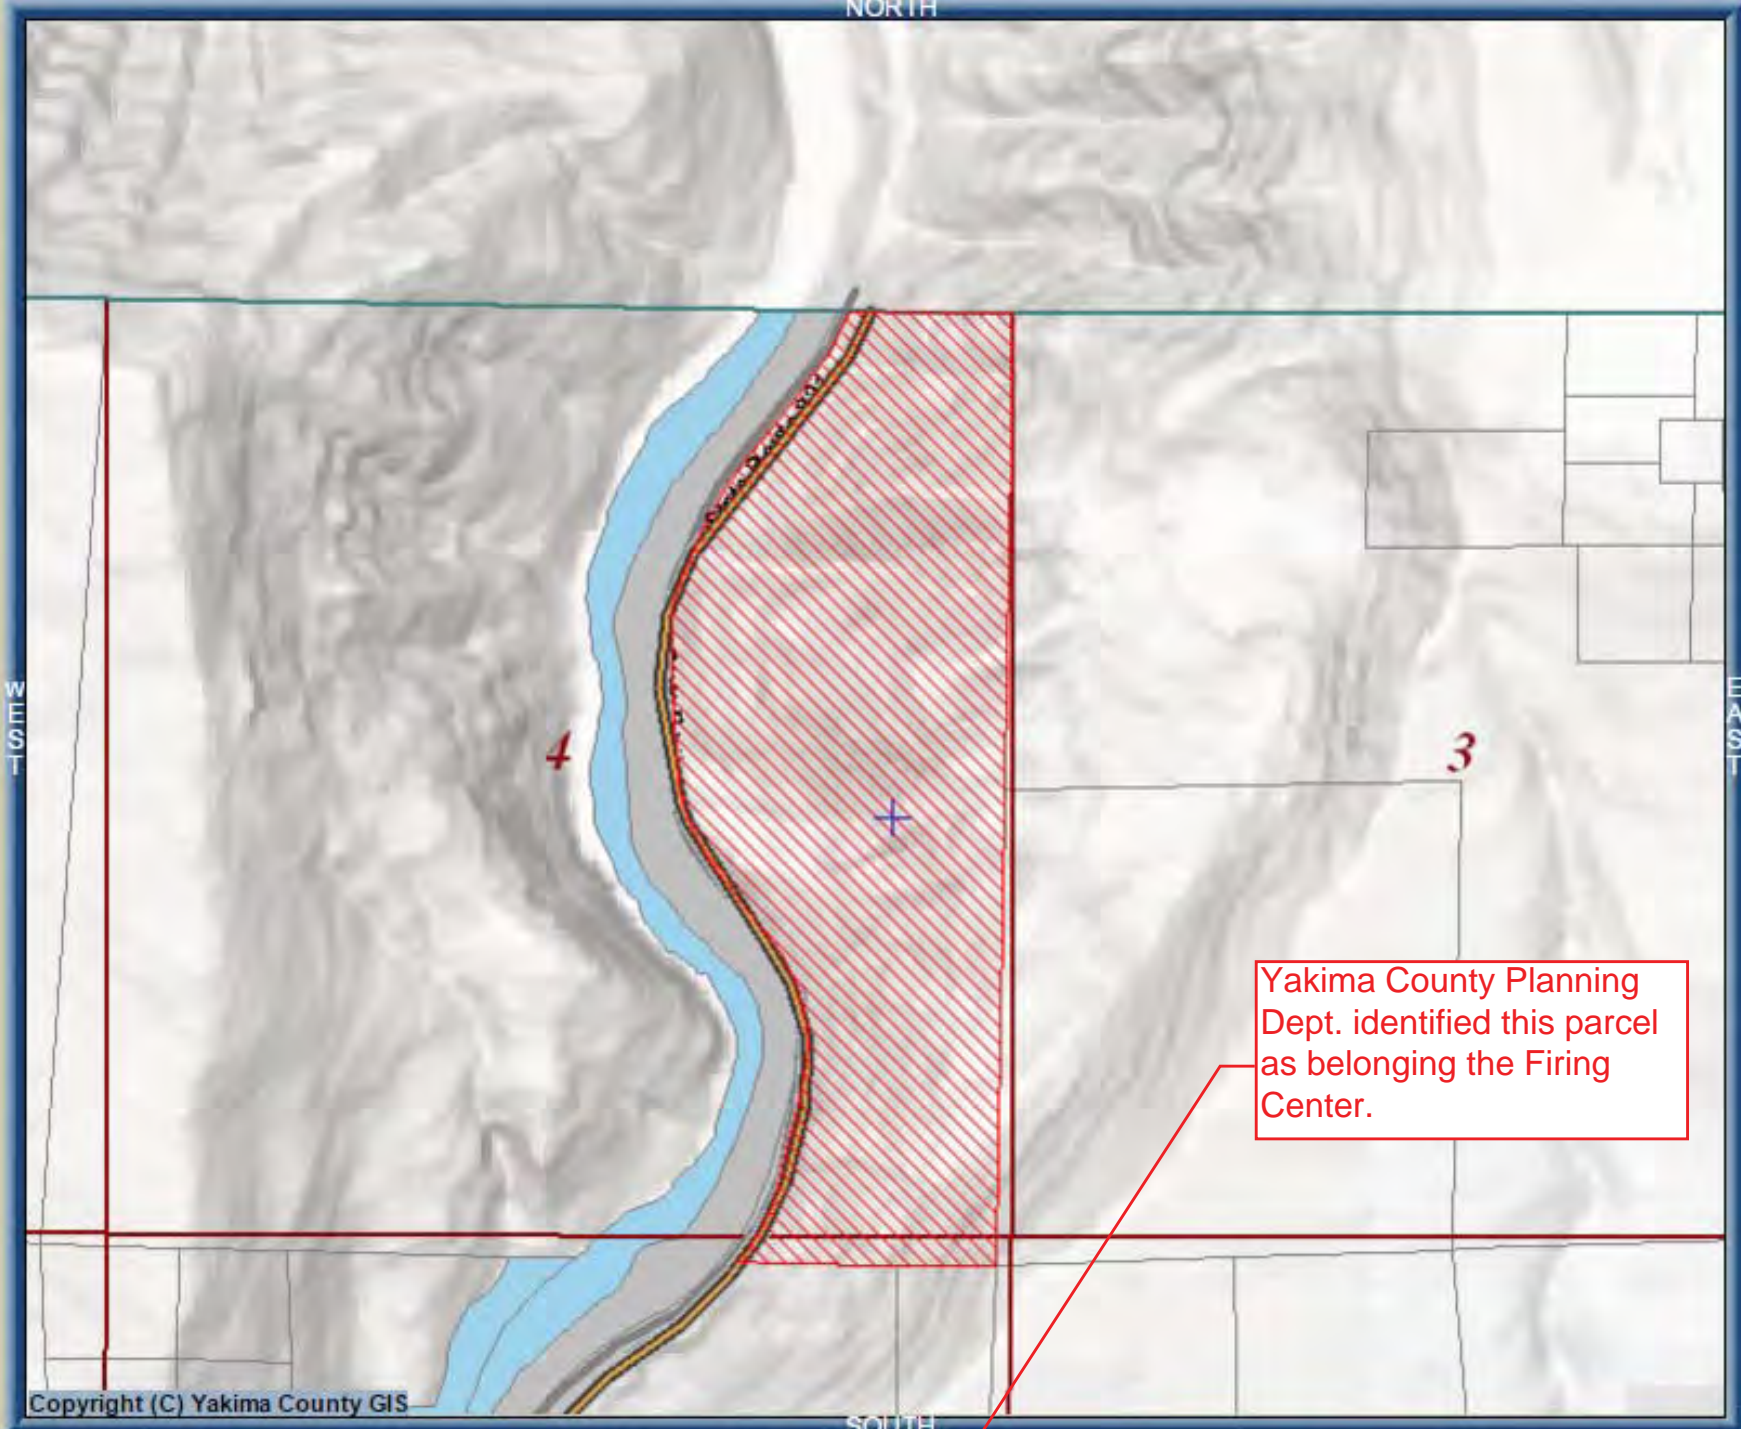 NORTH
WEST
EAST
4
3
Yakima County Planning
Dept. identified this parcel
as belonging the Firing
Center.
Copyright (C) Yakima County GIS
SOUTH